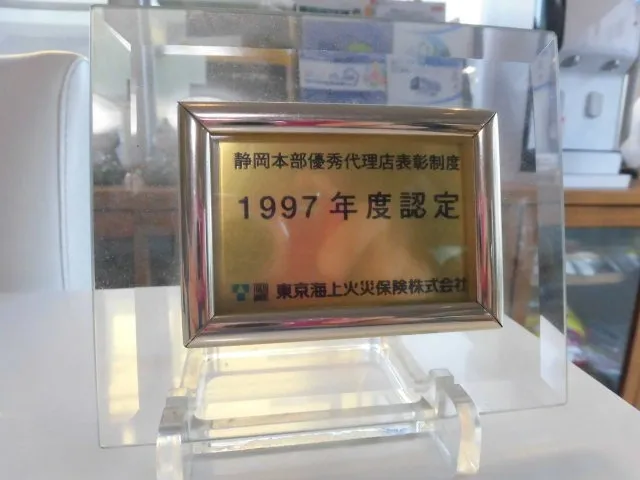 静岡本部優秀代理店表彰制度
1997年度認定
東京海上火災保険株式会社